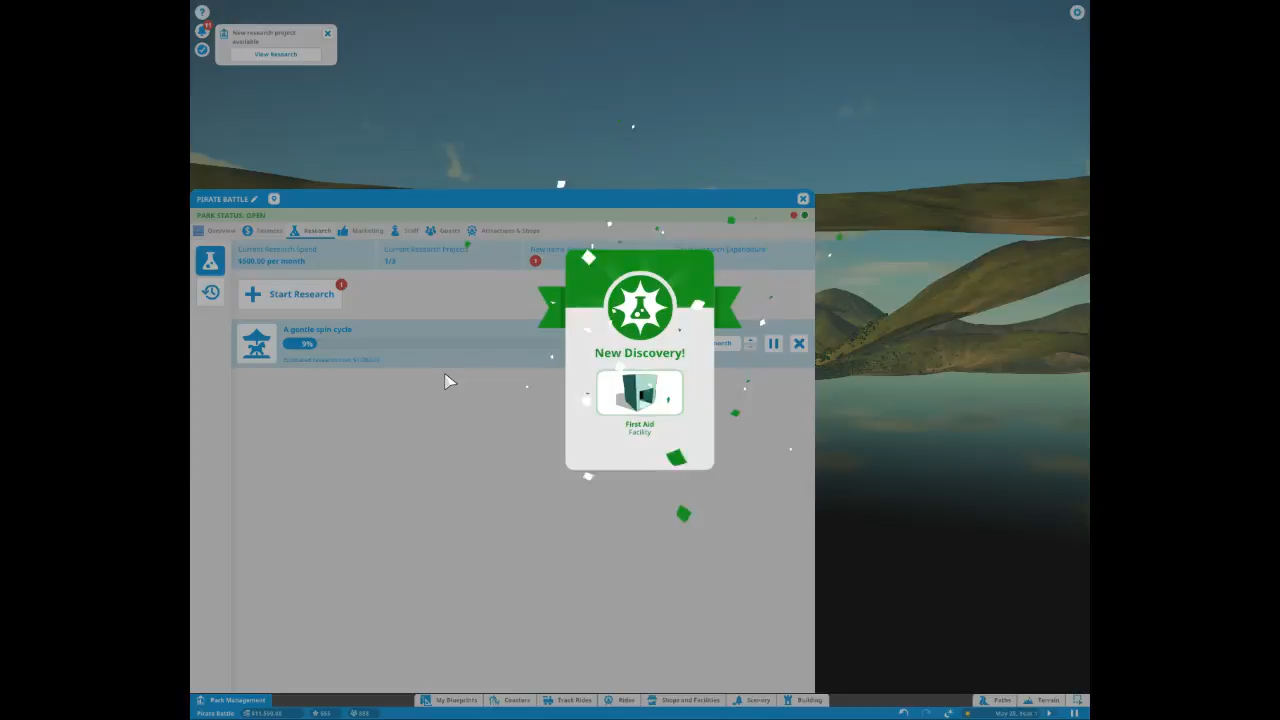 ?
New research project
available
View Research
PIRATE BATTLE
PARK STATUS: OPEN
Overview
Finances
Research
Marketing
Staff
Guests
Attractions & Shops
Current Research Spend
$500.00 per month
Current Research Projects
1/3
1
Start Research
1
A gentle spin cycle
9%
New Discovery!
First Aid
Facility
Park Management
My Blueprints
Coasters
Track Rides
Rides
Shops and Facilities
Scenery
Building
Paths
Terrain
Pirate Battle